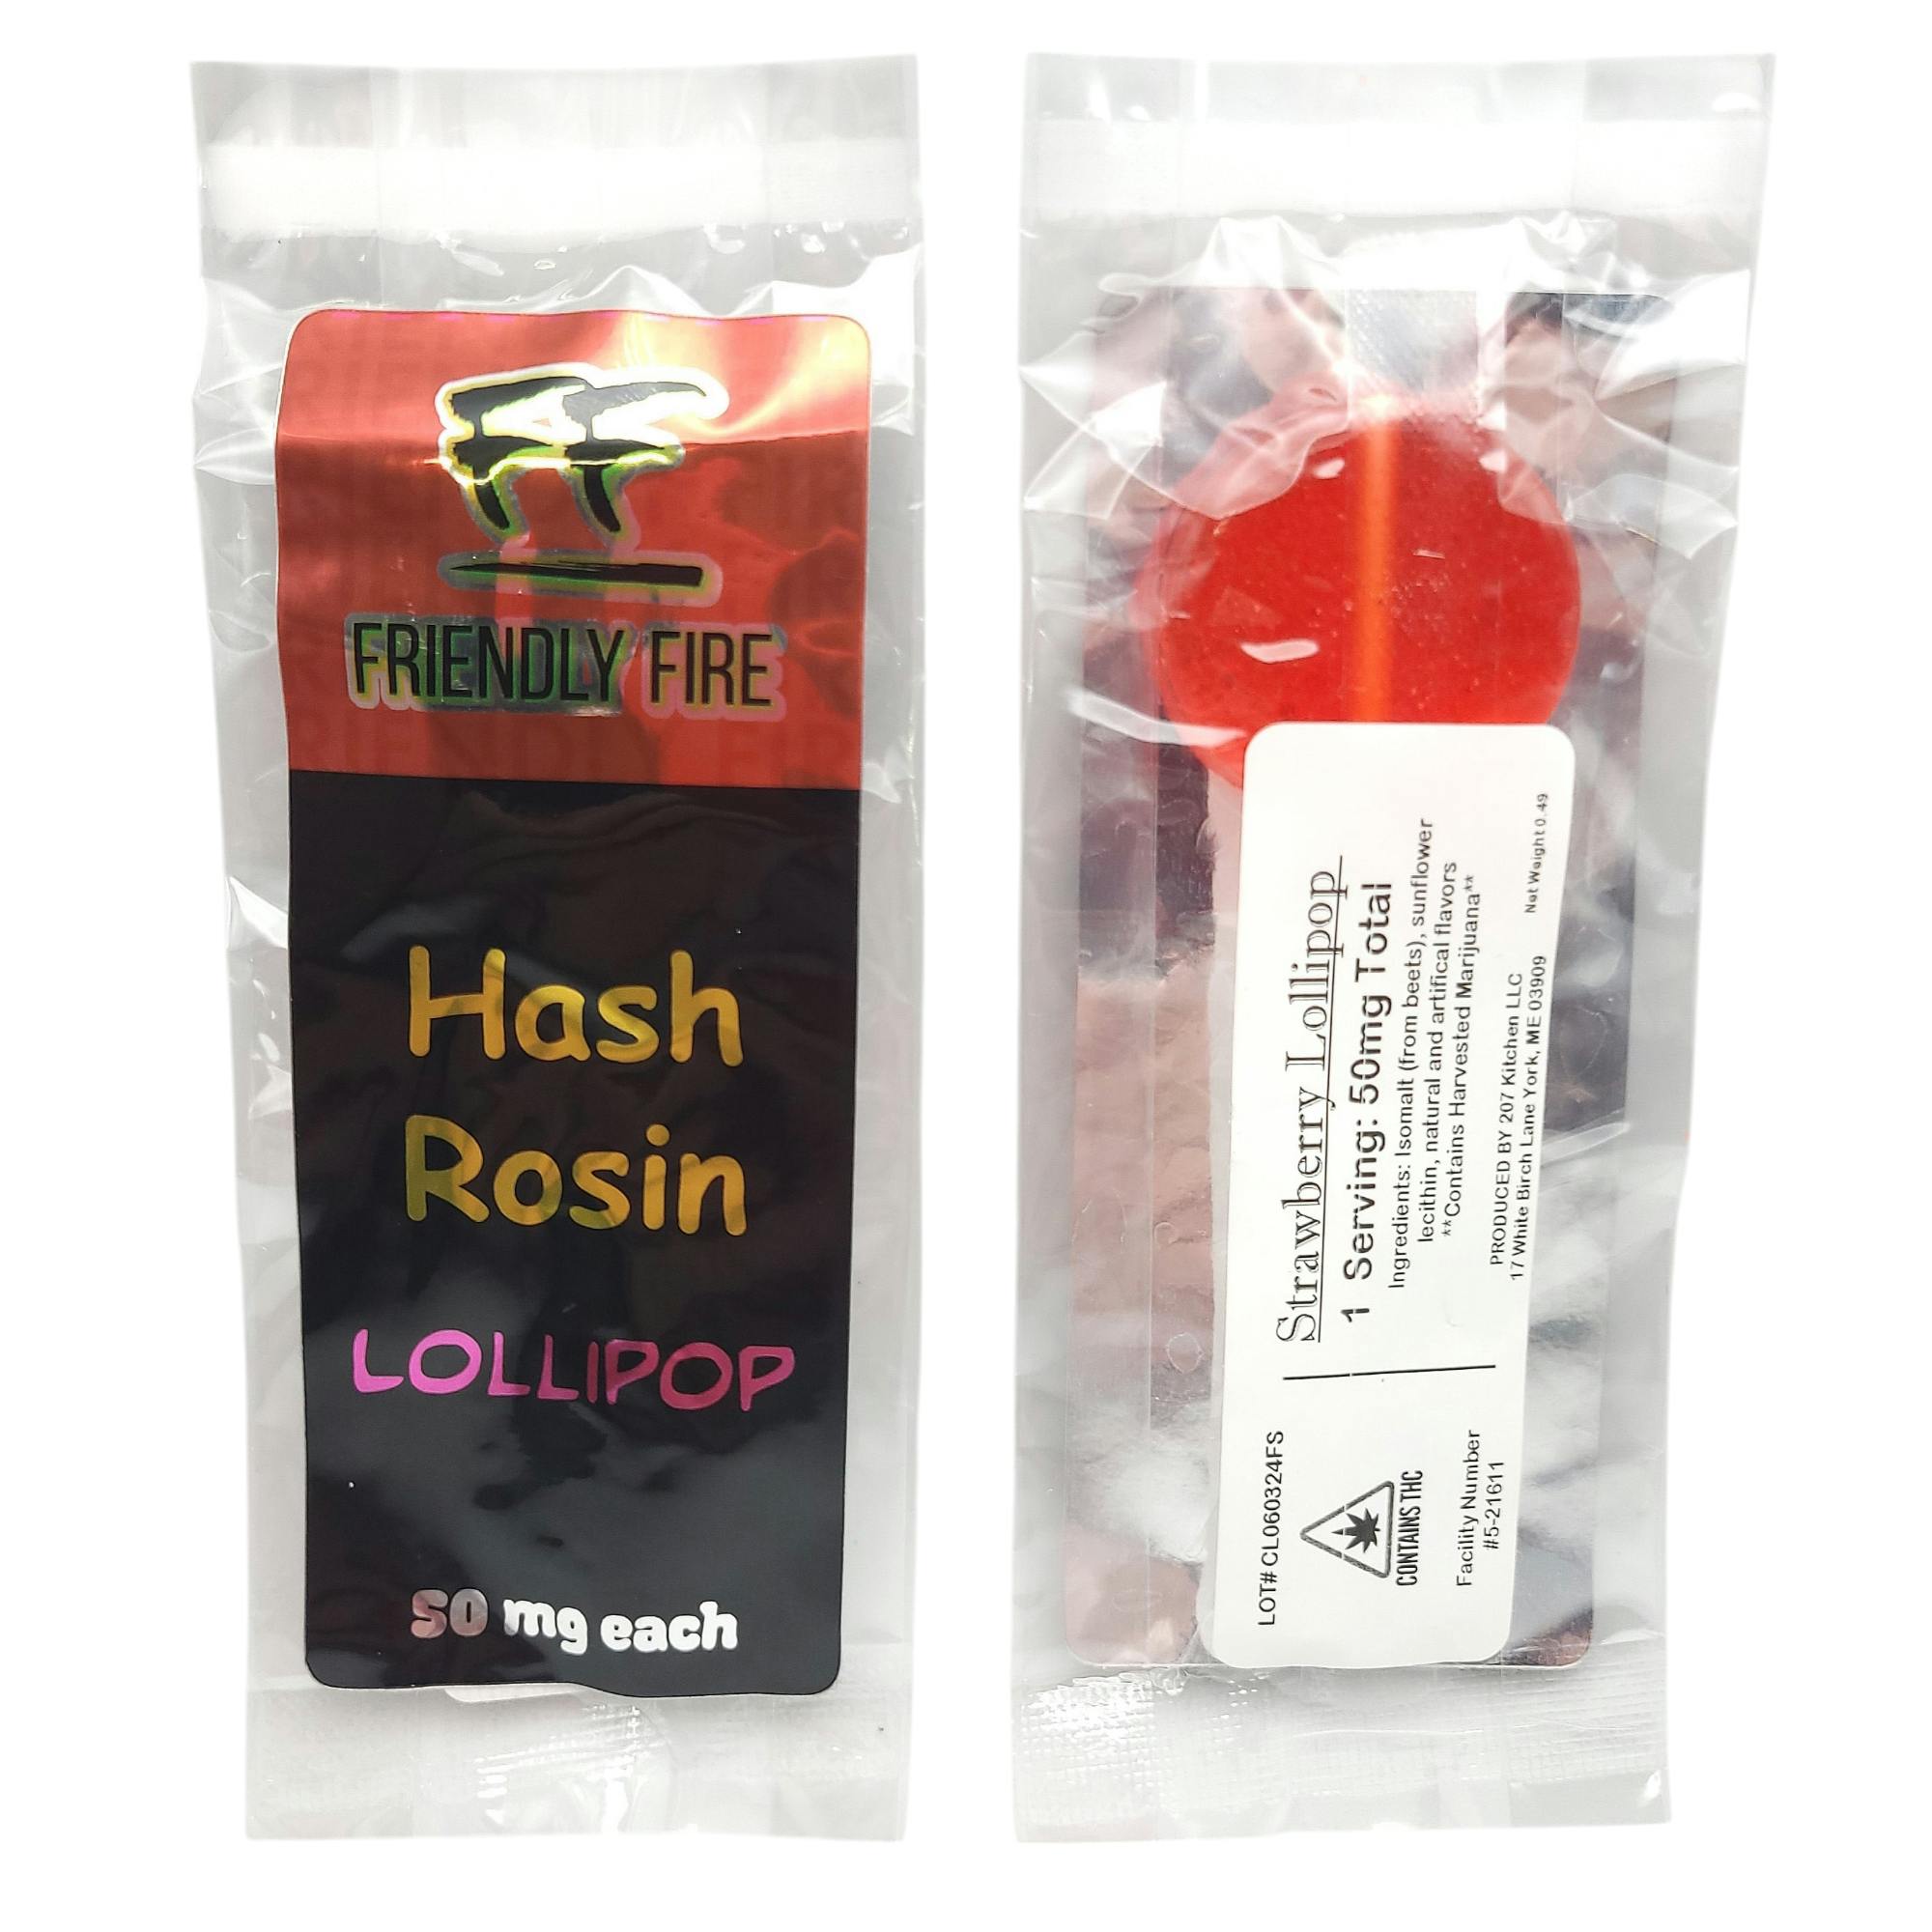 FF
FRIENDLY FIRE
Hash
Rosin
LOLLIPOP
50 mg each
Strawberry Lollipop
1 Serving: 50mg Total
Ingredients: Isomalt (from beets), sunflower
lecithin, natural and artifical flavors
**Contains Harvested Marijuana**
PRODUCED BY 207 Kitchen LLC
17 White Birch Lane York, ME 03909
Net Weight 0.49
LOT# CL060324FS
CONTAINS THC
Facility Number
#5-21611